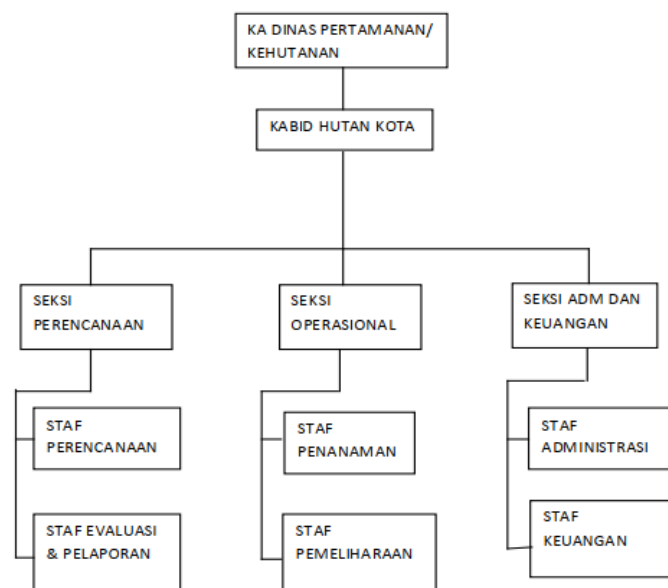 KA DINAS PERTAMANAN/
KEHUTANAN
KABID HUTAN KOTA
SEKSI
PERENCANAAN
SEKSI
OPERASIONAL
SEKSI ADM DAN
KEUANGAN
STAF
PERENCANAAN
STAF
PENANAMAN
STAF
ADMINISTRASI
STAF EVALUASI
& PELAPORAN
STAF
PEMELIHARAAN
STAF
KEUANGAN